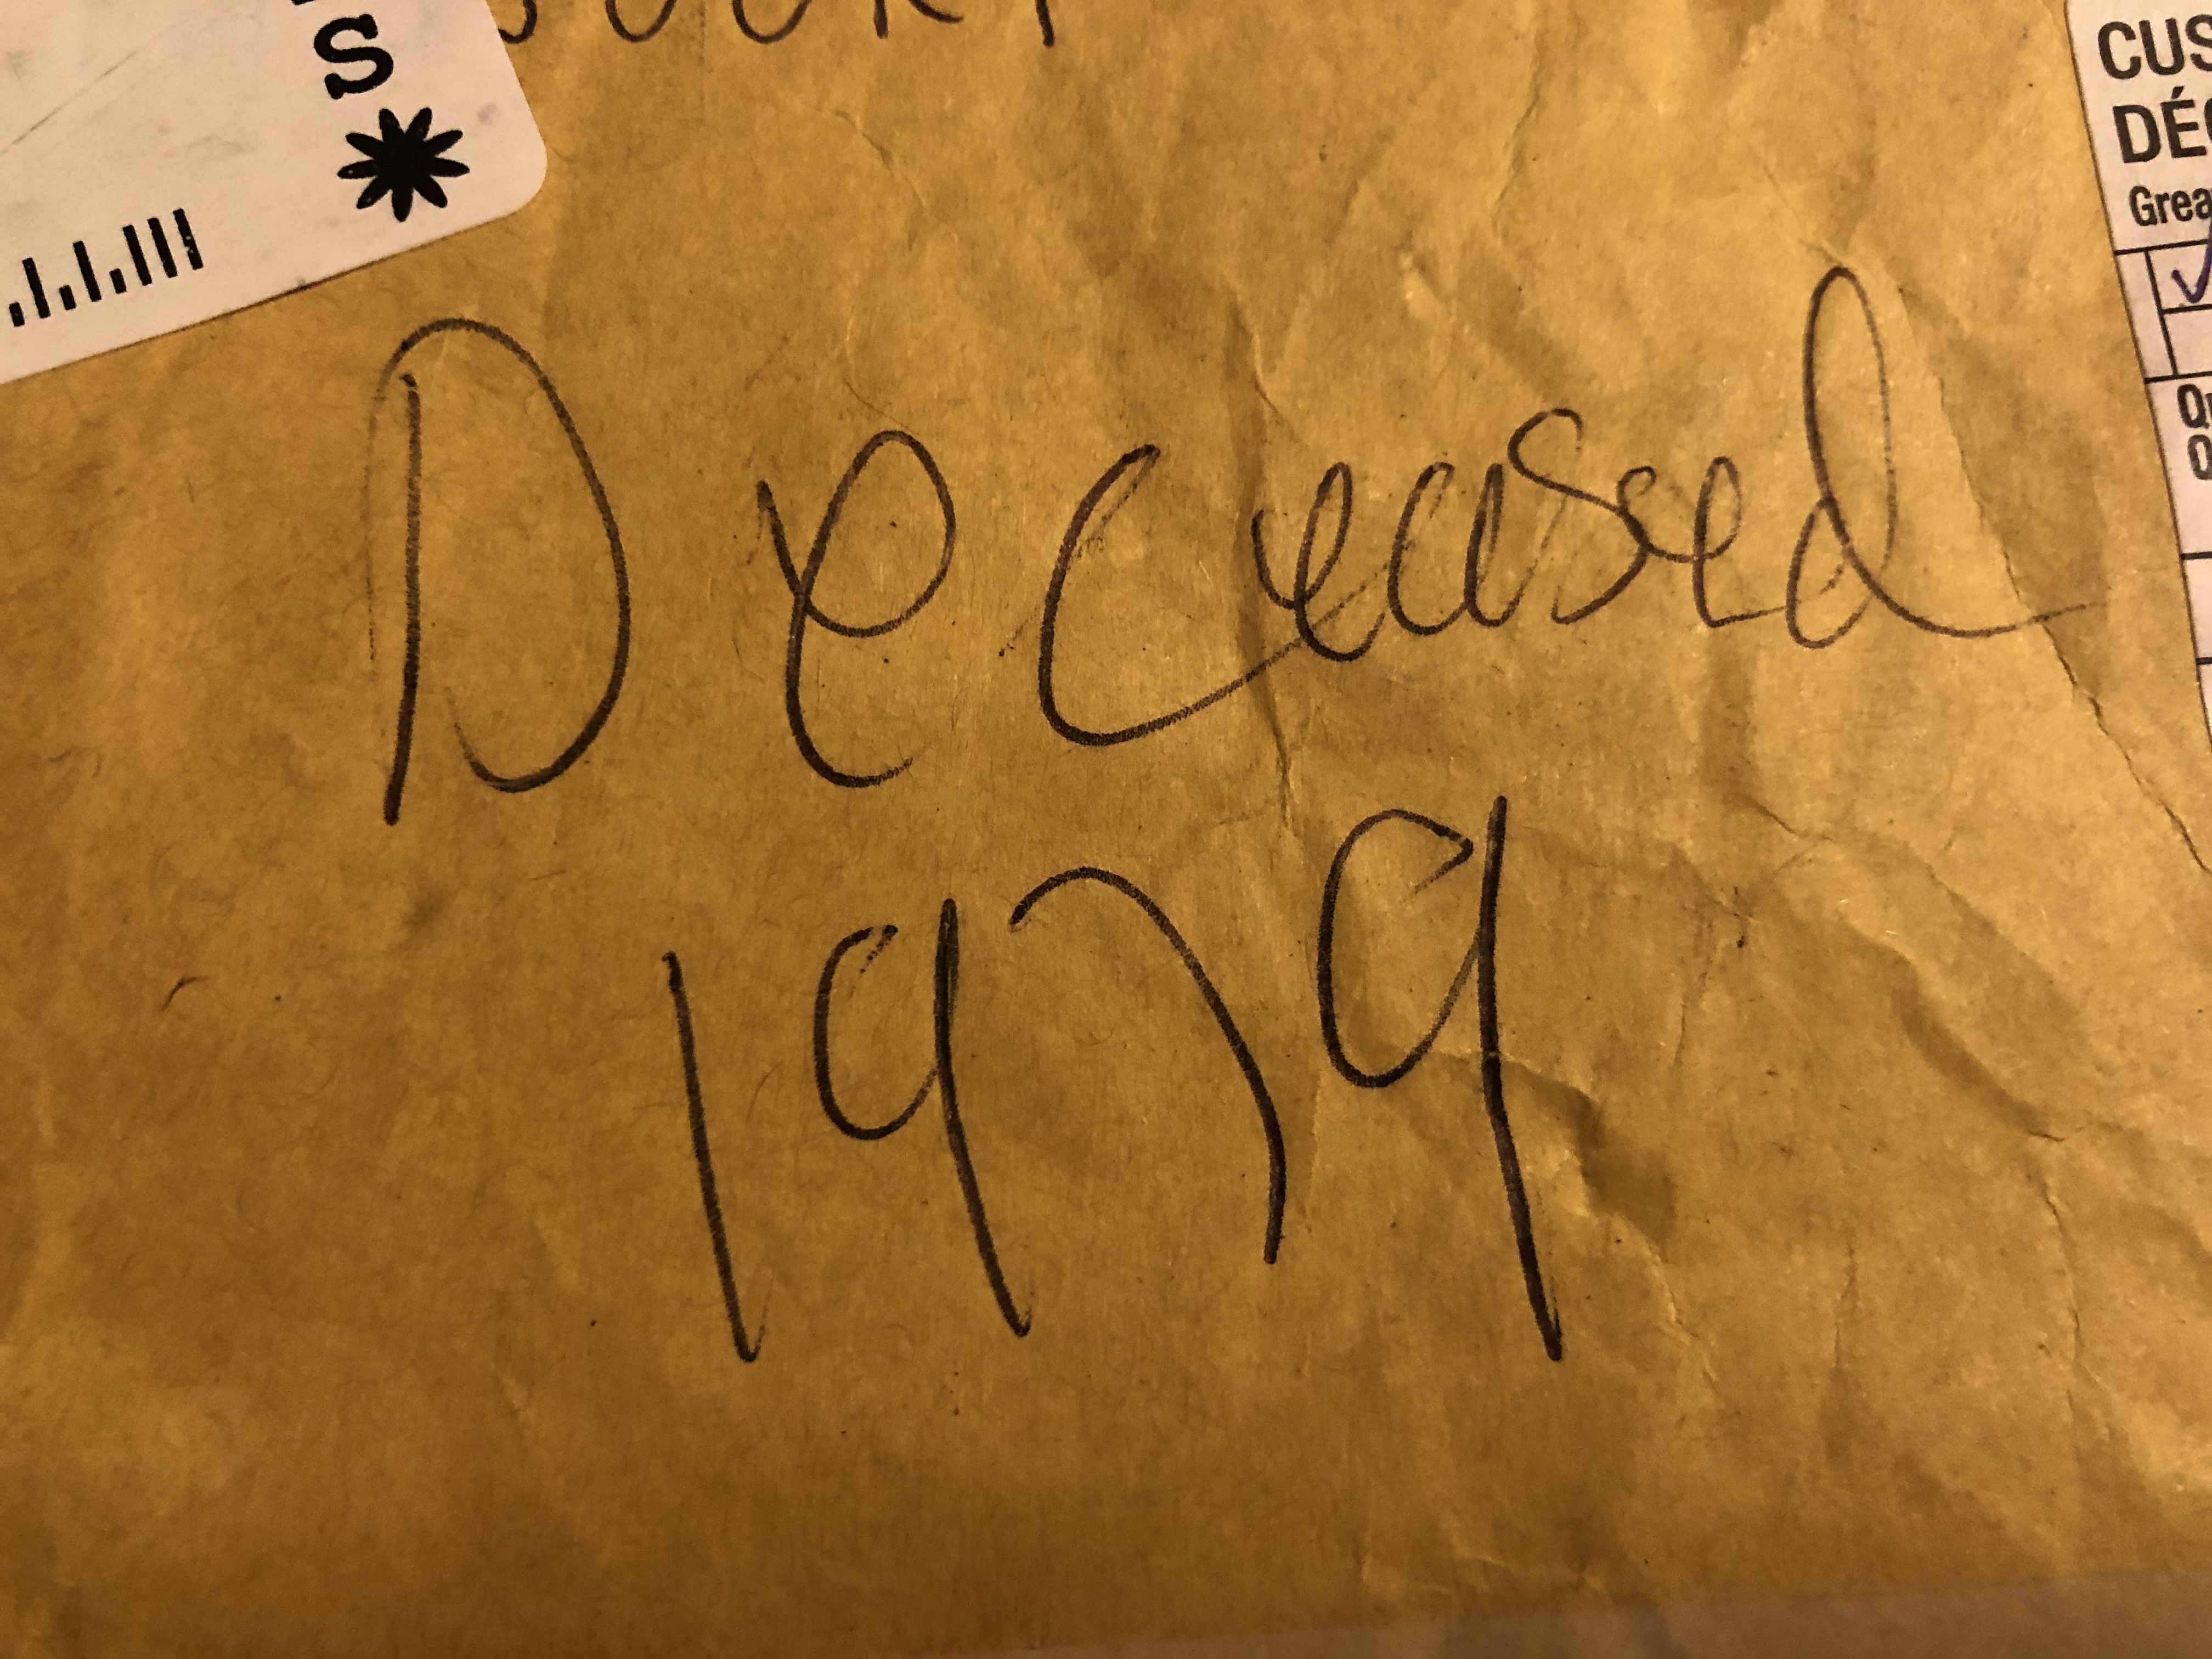 S
CUS
DÉC
Grea
Deceased
1979